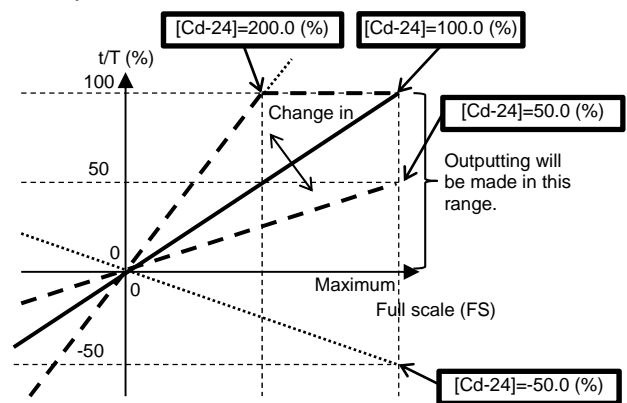 [Cd-24]=200.0 (%)
[Cd-24]=100.0 (%)
t/T (%)
100
Change in
[Cd-24]=50.0 (%)
50
Outputting will
be made in this
range.
0
0
Maximum
Full scale (FS)
-50
[Cd-24]=-50.0 (%)